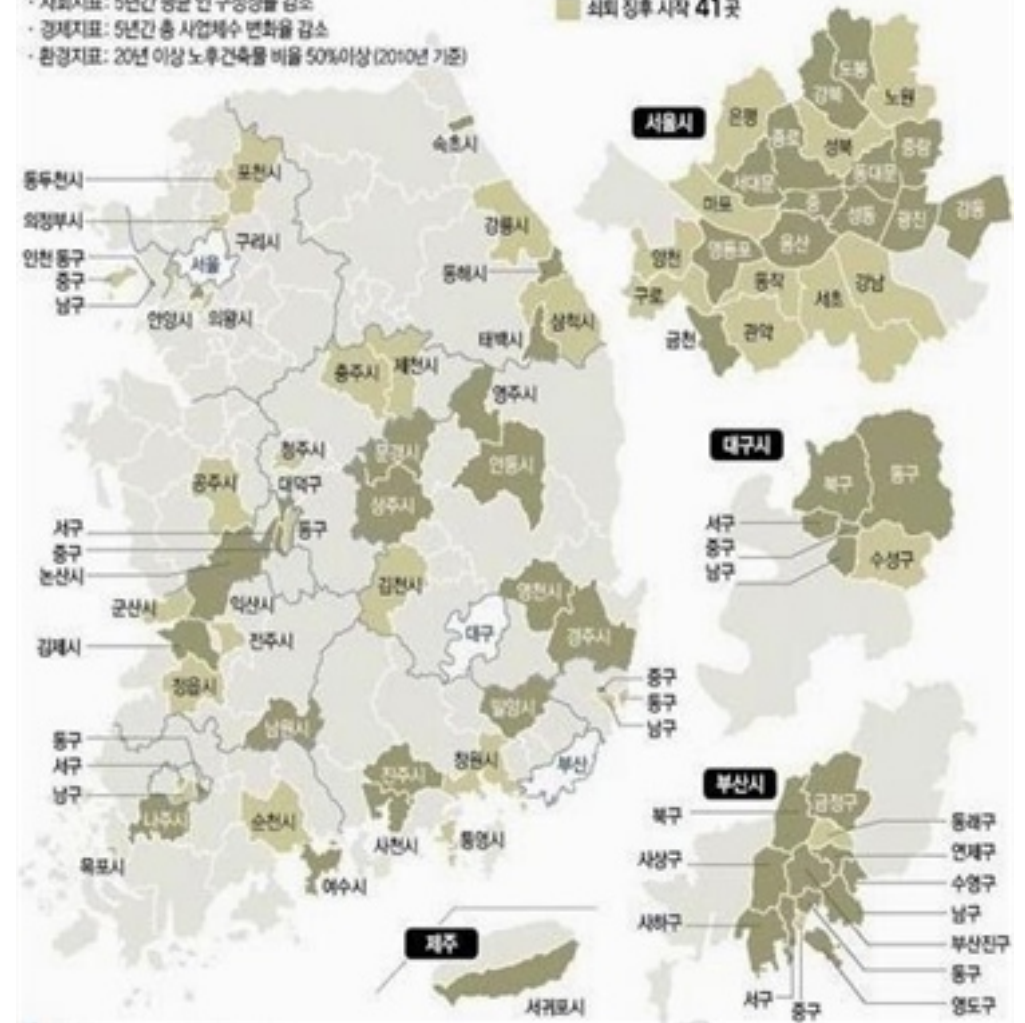 · 사회지표: 5년간 평균 인구성장률 감소
· 경제지표: 5년간 총 사업체수 변화율 감소
· 환경지표: 20년 이상 노후건축물 비율 50%이상 (2010년 기준)
쇠퇴 징후 시작 41곳
속초시
포천시
동두천시
의정부시
구리시
서울
인천 동구
중구
남구
안양시
의왕시
강릉시
동해시
삼척시
태백시
충주시
제천시
영주시
청주시
문경시
안동시
상주시
공주시
대덕구
서구
동구
중구
논산시
군산시
익산시
김천시
영천시
대구
경주시
김제시
전주시
정읍시
중구
동구
남구
밀양시
남원시
창원시
부산
동구
서구
남구
나주시
진주시
순천시
사천시
통영시
목포시
여수시
제주
서귀포시
서울시
도봉
강북
노원
은평
종로
성북
중랑
서대문
동대문
마포
중
성동
광진
강동
양천
영등포
용산
구로
동작
서초
강남
금천
관악
대구시
북구
동구
서구
중구
남구
수성구
부산시
북구
금정구
동래구
연제구
사상구
수영구
남구
사하구
부산진구
동구
서구
중구
영도구